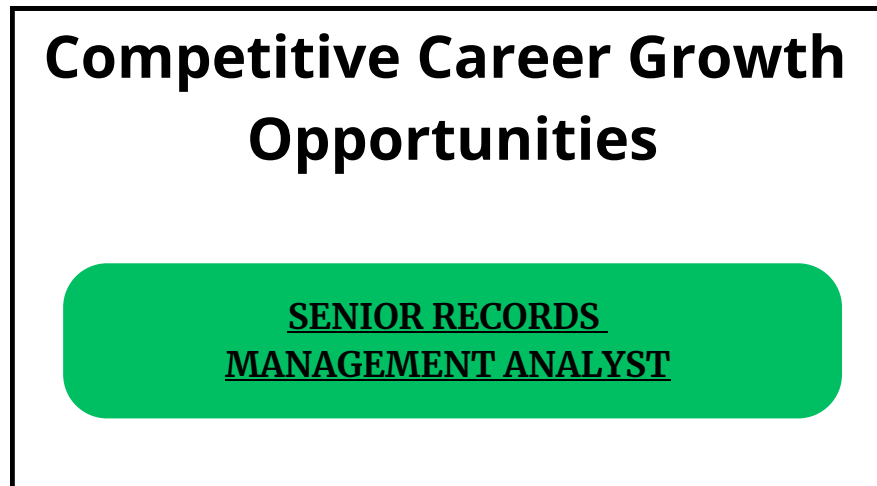 Competitive Career Growth
Opportunities
SENIOR RECORDS
MANAGEMENT ANALYST